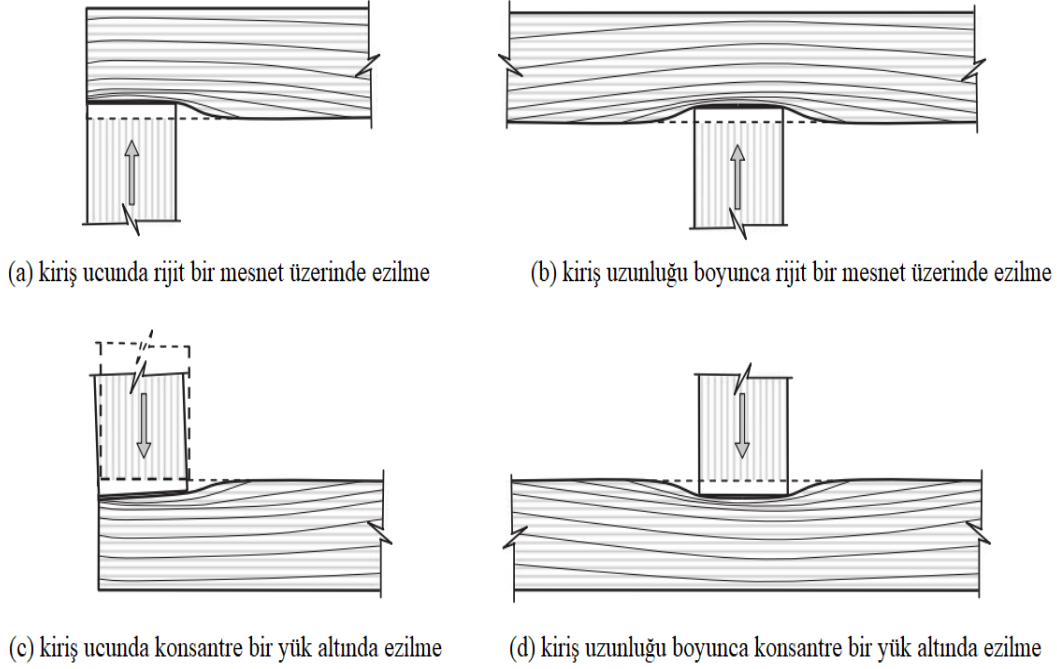 (a) kiriş ucunda rijit bir mesnet üzerinde ezilme
(b) kiriş uzunluğu boyunca rijit bir mesnet üzerinde ezilme
(c) kiriş ucunda konsantre bir yük altında ezilme
(d) kiriş uzunluğu boyunca konsantre bir yük altında ezilme